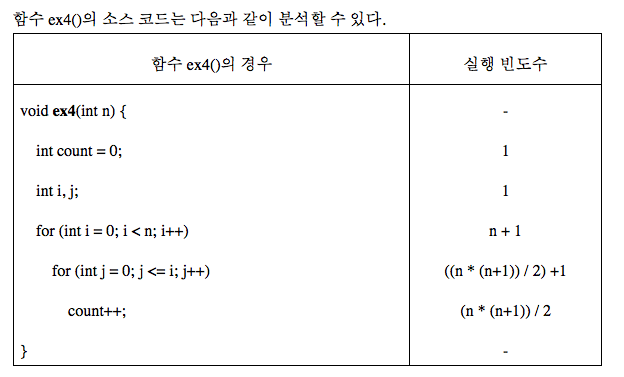 함수 ex4()의 소스 코드는 다음과 같이 분석할 수 있다.
함수 ex4()의 경우 실행 빈도수
void ex4(int n) { -
int count = 0; 1
int i, j; 1
for (int i = 0; i < n; i++) n + 1
for (int j = 0; j <= i; j++) ((n * (n+1)) / 2) +1
count++; (n * (n+1)) / 2
} -